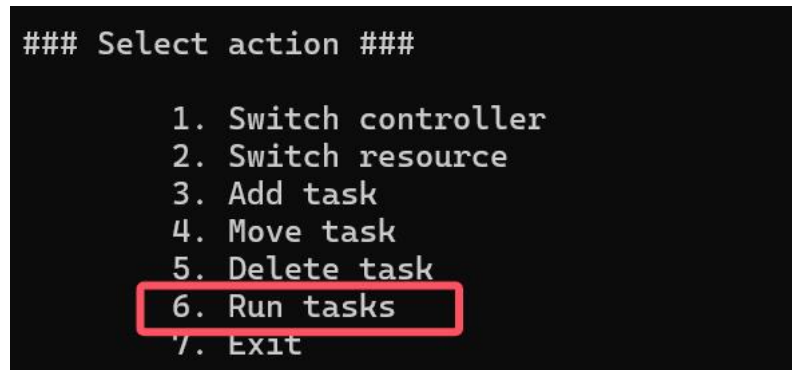 ### Select action ###
1. Switch controller
2. Switch resource
3. Add task
4. Move task
5. Delete task
6. Run tasks
7. Exit